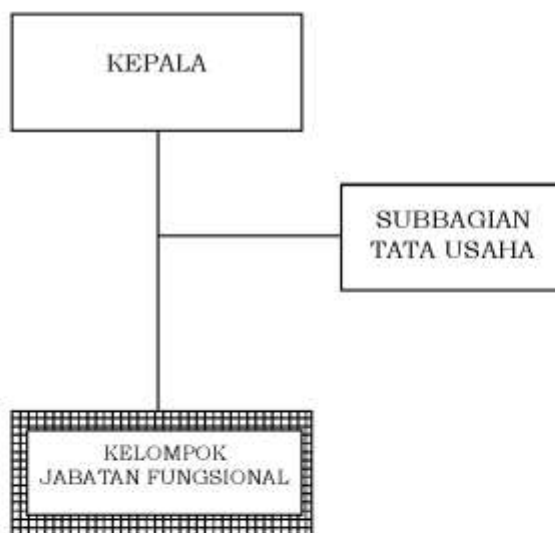 KEPALA
SUBBAGIAN
TATA USAHA
KELOMPOK
JABATAN FUNGSIONAL